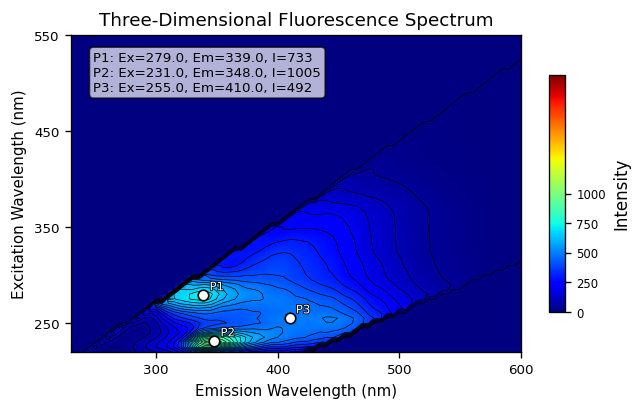 Three-Dimensional Fluorescence Spectrum
P1: Ex=279.0, Em=339.0, I=733
P2: Ex=231.0, Em=348.0, I=1005
P3: Ex=255.0, Em=410.0, I=492
Excitation Wavelength (nm)
550
450
350
250
P1
P2
P3
300
400
500
600
Emission Wavelength (nm)
1000
750
500
250
0
Intensity